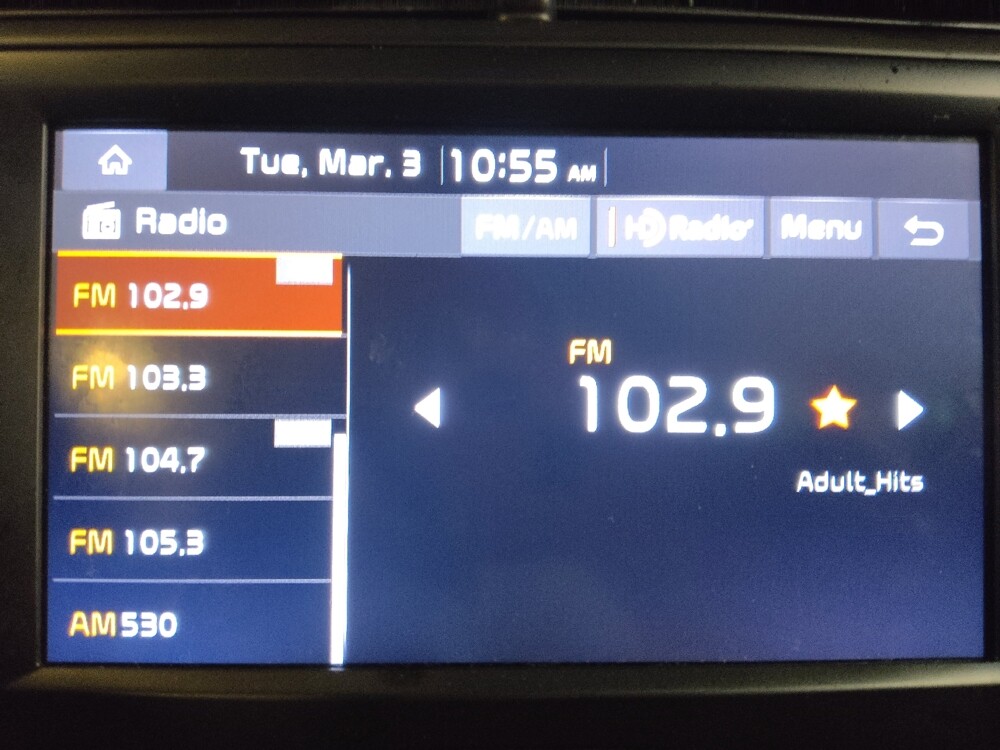 Tue, Mar. 3 10:55 AM
Radio FM/AM HD Radio Menu
FM 102.9
FM 103.3
FM 104.7
FM 105.3
AM 530
FM
102.9
Adult_Hits